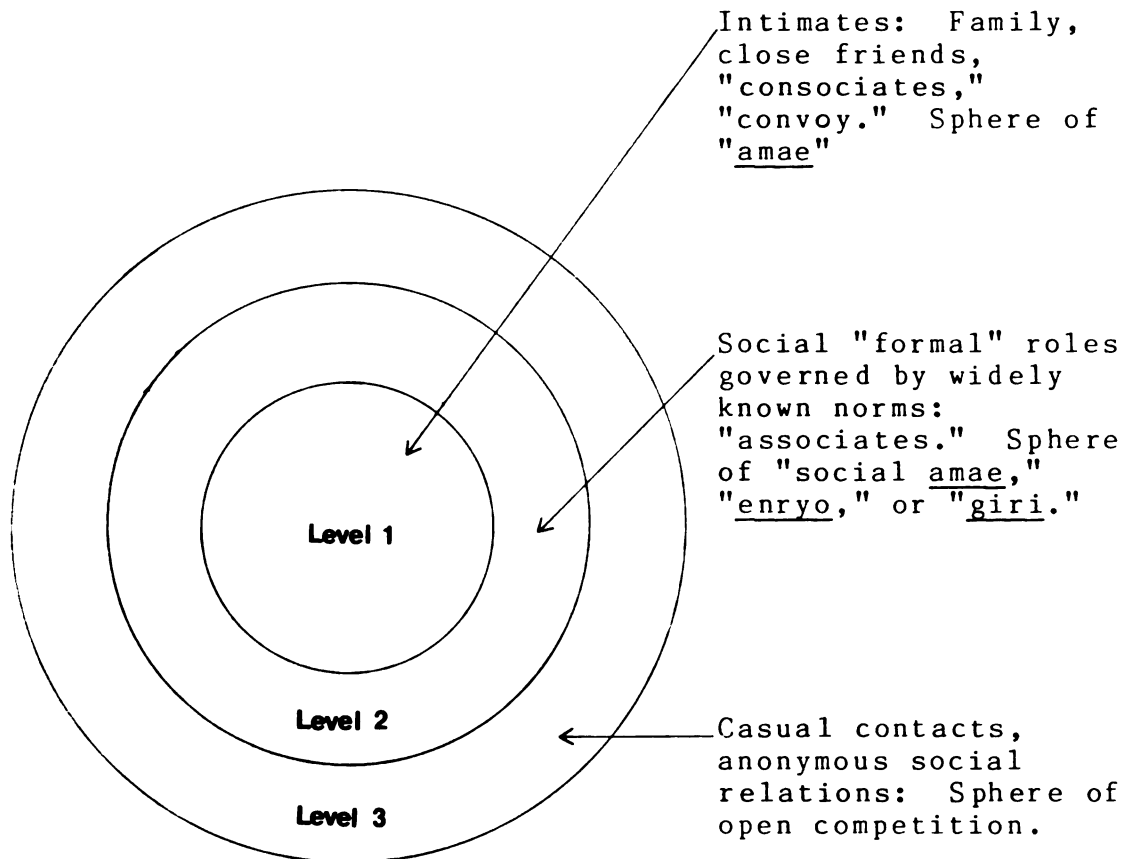 Intimates: Family,
close friends,
"consociates,"
"convoy." Sphere of
"amae"
Social "formal" roles
governed by widely
known norms:
"associates." Sphere
of "social amae,"
"enryo," or "giri."
Level 1
Level 2
Casual contacts,
anonymous social
relations: Sphere of
open competition.
Level 3